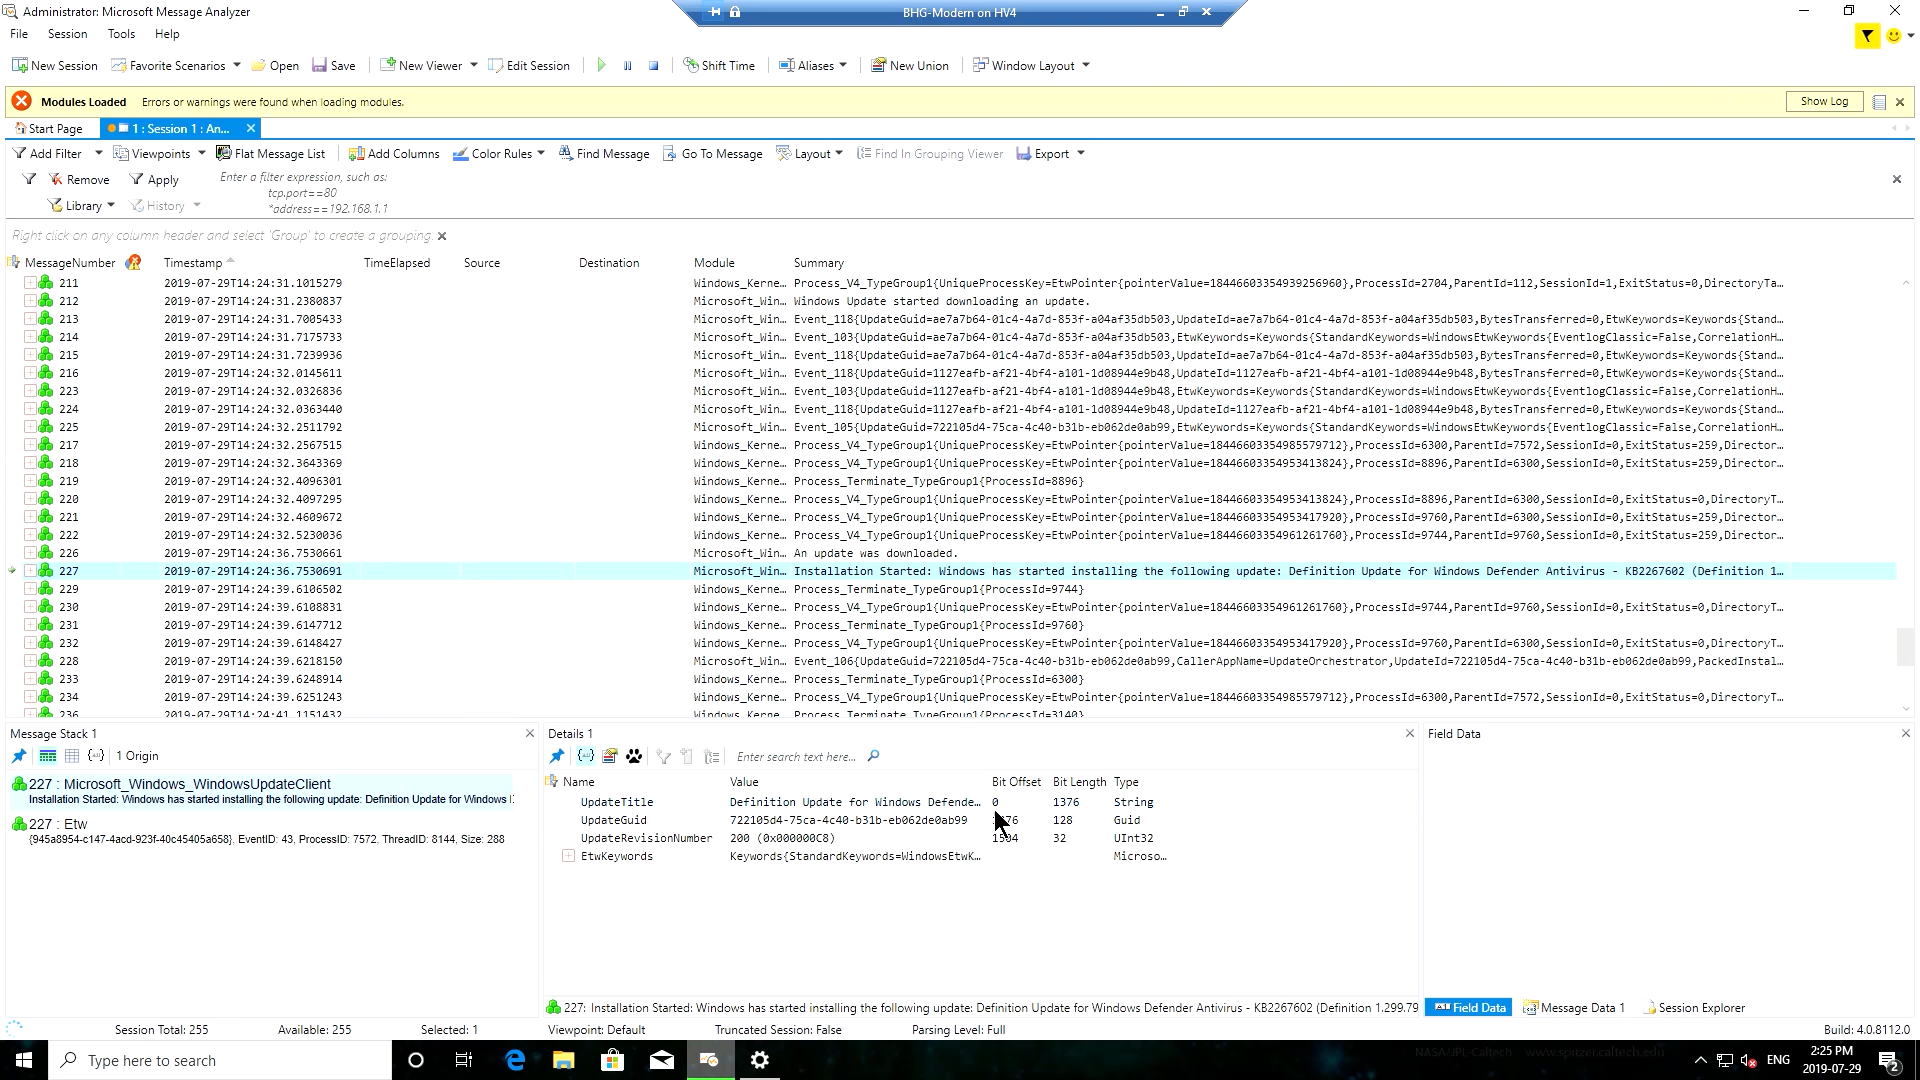 Administrator: Microsoft Message Analyzer
BHG-Modern on HV4
File Session Tools Help
New Session Favorite Scenarios Open Save New Viewer Edit Session Shift Time Aliases New Union Window Layout
Modules Loaded Errors or warnings were found when loading modules. Show Log
Start Page 1 : Session 1 : An...
Add Filter Viewpoints Flat Message List Add Columns Color Rules Find Message Go To Message Layout Find In Grouping Viewer Export
Remove Apply Enter a filter expression, such as:
tcp.port==80
Library History *address==192.168.1.1
Right click on any column header and select 'Group' to create a grouping.
MessageNumber Timestamp TimeElapsed Source Destination Module Summary
211 2019-07-29T14:24:31.1015279 Windows_Kerne... Process_V4_TypeGroup1{UniqueProcessKey=EtwPointer{pointerValue=18446603354939256960},ProcessId=2704,ParentId=112,SessionId=1,ExitStatus=0,DirectoryTa...
212 2019-07-29T14:24:31.2380837 Microsoft_Win... Windows Update started downloading an update.
213 2019-07-29T14:24:31.7005433 Microsoft_Win... Event_118{UpdateGuid=ae7a7b64-01c4-4a7d-853f-a04af35db503,UpdateId=ae7a7b64-01c4-4a7d-853f-a04af35db503,BytesTransferred=0,EtwKeywords=Keywords{Stand...
214 2019-07-29T14:24:31.7175733 Microsoft_Win... Event_103{UpdateGuid=ae7a7b64-01c4-4a7d-853f-a04af35db503,EtwKeywords=Keywords{StandardKeywords=WindowsEtwKeywords{EventlogClassic=False,CorrelationH...
215 2019-07-29T14:24:31.7239936 Microsoft_Win... Event_118{UpdateGuid=ae7a7b64-01c4-4a7d-853f-a04af35db503,UpdateId=ae7a7b64-01c4-4a7d-853f-a04af35db503,BytesTransferred=0,EtwKeywords=Keywords{Stand...
216 2019-07-29T14:24:32.0145611 Microsoft_Win... Event_118{UpdateGuid=1127eafb-af21-4bf4-a101-1d08944e9b48,UpdateId=1127eafb-af21-4bf4-a101-1d08944e9b48,BytesTransferred=0,EtwKeywords=Keywords{Stand...
223 2019-07-29T14:24:32.0326836 Microsoft_Win... Event_103{UpdateGuid=1127eafb-af21-4bf4-a101-1d08944e9b48,EtwKeywords=Keywords{StandardKeywords=WindowsEtwKeywords{EventlogClassic=False,CorrelationH...
224 2019-07-29T14:24:32.0363440 Microsoft_Win... Event_118{UpdateGuid=1127eafb-af21-4bf4-a101-1d08944e9b48,UpdateId=1127eafb-af21-4bf4-a101-1d08944e9b48,BytesTransferred=0,EtwKeywords=Keywords{Stand...
225 2019-07-29T14:24:32.2511792 Microsoft_Win... Event_105{UpdateGuid=722105d4-75ca-4c40-b31b-eb062de0ab99,EtwKeywords=Keywords{StandardKeywords=WindowsEtwKeywords{EventlogClassic=False,CorrelationH...
217 2019-07-29T14:24:32.2567515 Windows_Kerne... Process_V4_TypeGroup1{UniqueProcessKey=EtwPointer{pointerValue=18446603354985579712},ProcessId=6300,ParentId=7572,SessionId=0,ExitStatus=259,Director...
218 2019-07-29T14:24:32.3643369 Windows_Kerne... Process_V4_TypeGroup1{UniqueProcessKey=EtwPointer{pointerValue=18446603354953413824},ProcessId=8896,ParentId=6300,SessionId=0,ExitStatus=259,Director...
219 2019-07-29T14:24:32.4096301 Windows_Kerne... Process_Terminate_TypeGroup1{ProcessId=8896}
220 2019-07-29T14:24:32.4097295 Windows_Kerne... Process_V4_TypeGroup1{UniqueProcessKey=EtwPointer{pointerValue=18446603354953413824},ProcessId=8896,ParentId=6300,SessionId=0,ExitStatus=0,DirectoryT...
221 2019-07-29T14:24:32.4609672 Windows_Kerne... Process_V4_TypeGroup1{UniqueProcessKey=EtwPointer{pointerValue=18446603354953417920},ProcessId=9760,ParentId=6300,SessionId=0,ExitStatus=259,Director...
222 2019-07-29T14:24:32.5230036 Windows_Kerne... Process_V4_TypeGroup1{UniqueProcessKey=EtwPointer{pointerValue=18446603354961261760},ProcessId=9744,ParentId=9760,SessionId=0,ExitStatus=259,Director...
226 2019-07-29T14:24:36.7530661 Microsoft_Win... An update was downloaded.
227 2019-07-29T14:24:36.7530691 Microsoft_Win... Installation Started: Windows has started installing the following update: Definition Update for Windows Defender Antivirus - KB2267602 (Definition 1...
229 2019-07-29T14:24:39.6106502 Windows_Kerne... Process_Terminate_TypeGroup1{ProcessId=9744}
230 2019-07-29T14:24:39.6108831 Windows_Kerne... Process_V4_TypeGroup1{UniqueProcessKey=EtwPointer{pointerValue=18446603354961261760},ProcessId=9744,ParentId=9760,SessionId=0,ExitStatus=0,DirectoryT...
231 2019-07-29T14:24:39.6147712 Windows_Kerne... Process_Terminate_TypeGroup1{ProcessId=9760}
232 2019-07-29T14:24:39.6148427 Windows_Kerne... Process_V4_TypeGroup1{UniqueProcessKey=EtwPointer{pointerValue=18446603354953417920},ProcessId=9760,ParentId=6300,SessionId=0,ExitStatus=0,DirectoryT...
228 2019-07-29T14:24:39.6218150 Microsoft_Win... Event_106{UpdateGuid=722105d4-75ca-4c40-b31b-eb062de0ab99,CallerAppName=UpdateOrchestrator,UpdateId=722105d4-75ca-4c40-b31b-eb062de0ab99,PackedInstal...
233 2019-07-29T14:24:39.6248914 Windows_Kerne... Process_Terminate_TypeGroup1{ProcessId=6300}
234 2019-07-29T14:24:39.6251243 Windows_Kerne... Process_V4_TypeGroup1{UniqueProcessKey=EtwPointer{pointerValue=18446603354985579712},ProcessId=6300,ParentId=7572,SessionId=0,ExitStatus=0,DirectoryT...
236 2019-07-29T14:24:41.1151432 Windows_Kerne... Process_Terminate_TypeGroup1{ProcessId=3140}
Message Stack 1 Details 1 Field Data
1 Origin Enter search text here...
227 : Microsoft_Windows_WindowsUpdateClient
Installation Started: Windows has started installing the following update: Definition Update for Windows
227 : Etw
{945a8954-c147-4acd-923f-40c45405a658}, EventID: 43, ProcessID: 7572, ThreadID: 8144, Size: 288
Name Value Bit Offset Bit Length Type
UpdateTitle Definition Update for Windows Defende... 0 1376 String
UpdateGuid 722105d4-75ca-4c40-b31b-eb062de0ab99 128 Guid
UpdateRevisionNumber 200 (0x000000C8) 1504 32 UInt32
EtwKeywords Keywords{StandardKeywords=WindowsEtwK... Microso...
227: Installation Started: Windows has started installing the following update: Definition Update for Windows Defender Antivirus - KB2267602 (Definition 1.299.79
Field Data Message Data 1 Session Explorer
Session Total: 255 Available: 255 Selected: 1 Viewpoint: Default Truncated Session: False Parsing Level: Full Build: 4.0.8112.0
Type here to search
NASA/JPL-Caltech www.spitzer.caltech.edu
ENG 2:25 PM
2019-07-29
2